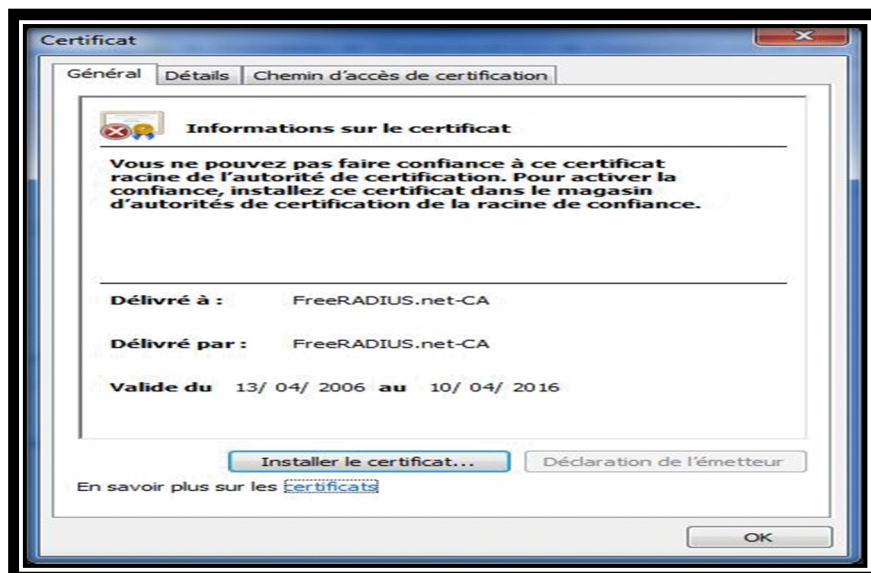 Certificat
Général
Détails
Chemin d'accès de certification
Informations sur le certificat
Vous ne pouvez pas faire confiance à ce certificat
racine de l'autorité de certification. Pour activer la
confiance, installez ce certificat dans le magasin
d'autorités de certification de la racine de confiance.
Délivré à : FreeRADIUS.net-CA
Délivré par : FreeRADIUS.net-CA
Valide du 13/ 04/ 2006 au 10/ 04/ 2016
Installer le certificat...
Déclaration de l'émetteur
En savoir plus sur les certificats
OK